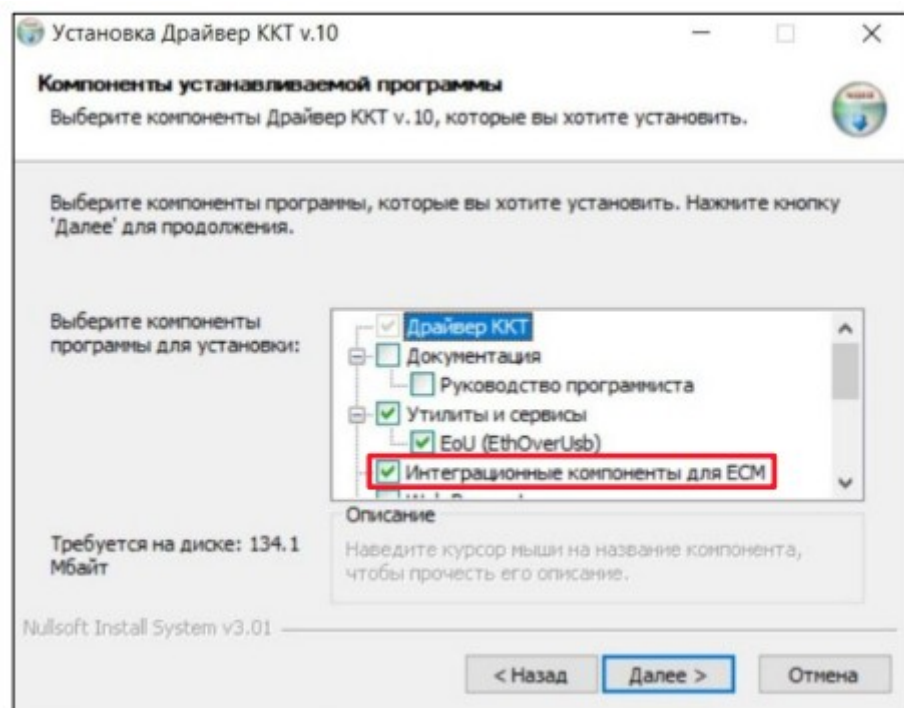 Установка Драйвер ККТ v.10
Компоненты устанавливаемой программы
Выберите компоненты Драйвер ККТ v.10, которые вы хотите установить.
Выберите компоненты программы, которые вы хотите установить. Нажмите кнопку
'Далее' для продолжения.
Выберите компоненты
программы для установки:
Драйвер ККТ
Документация
Руководство программиста
Утилиты и сервисы
EoU (EthOverUsb)
Интеграционные компоненты для ECM
Требуется на диске: 134.1
Мбайт
Описание
Наведите курсор мыши на название компонента,
чтобы прочесть его описание.
Nullsoft Install System v3.01
< Назад
Далее >
Отмена